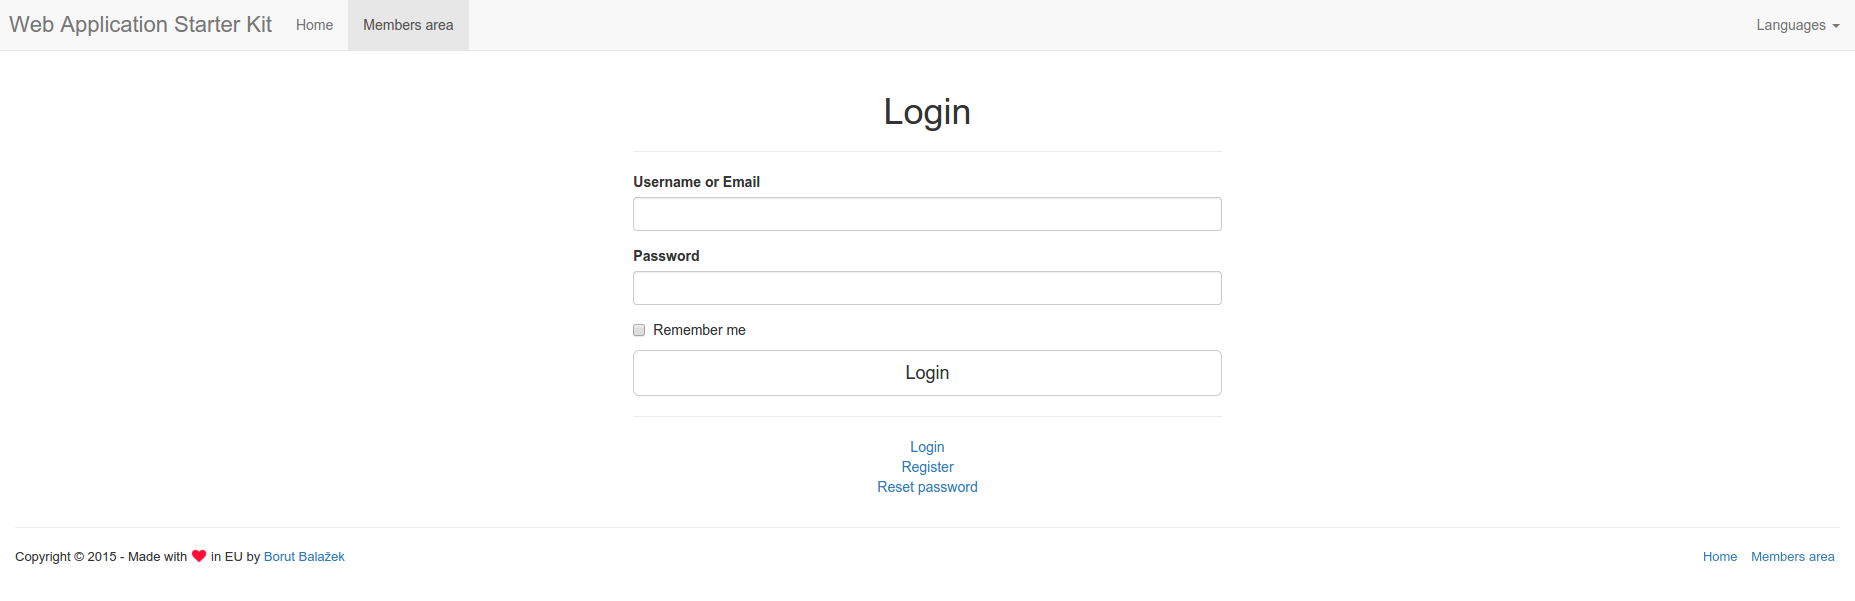 Web Application Starter Kit Home Members area Languages
Login
Username or Email
Password
Remember me
Login
Login
Register
Reset password
Copyright © 2015 - Made with ❤ in EU by Borut Balažek Home Members area